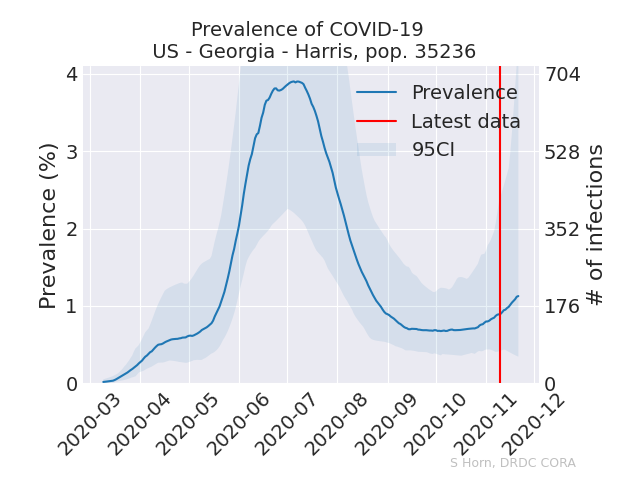 Prevalence of COVID-19
US - Georgia - Harris, pop. 35236
Prevalence (%)
4
3
2
1
0
704
528
352
176
0
# of infections
Prevalence
Latest data
95CI
2020-03
2020-04
2020-05
2020-06
2020-07
2020-08
2020-09
2020-10
2020-11
2020-12
S Horn, DRDC CORA